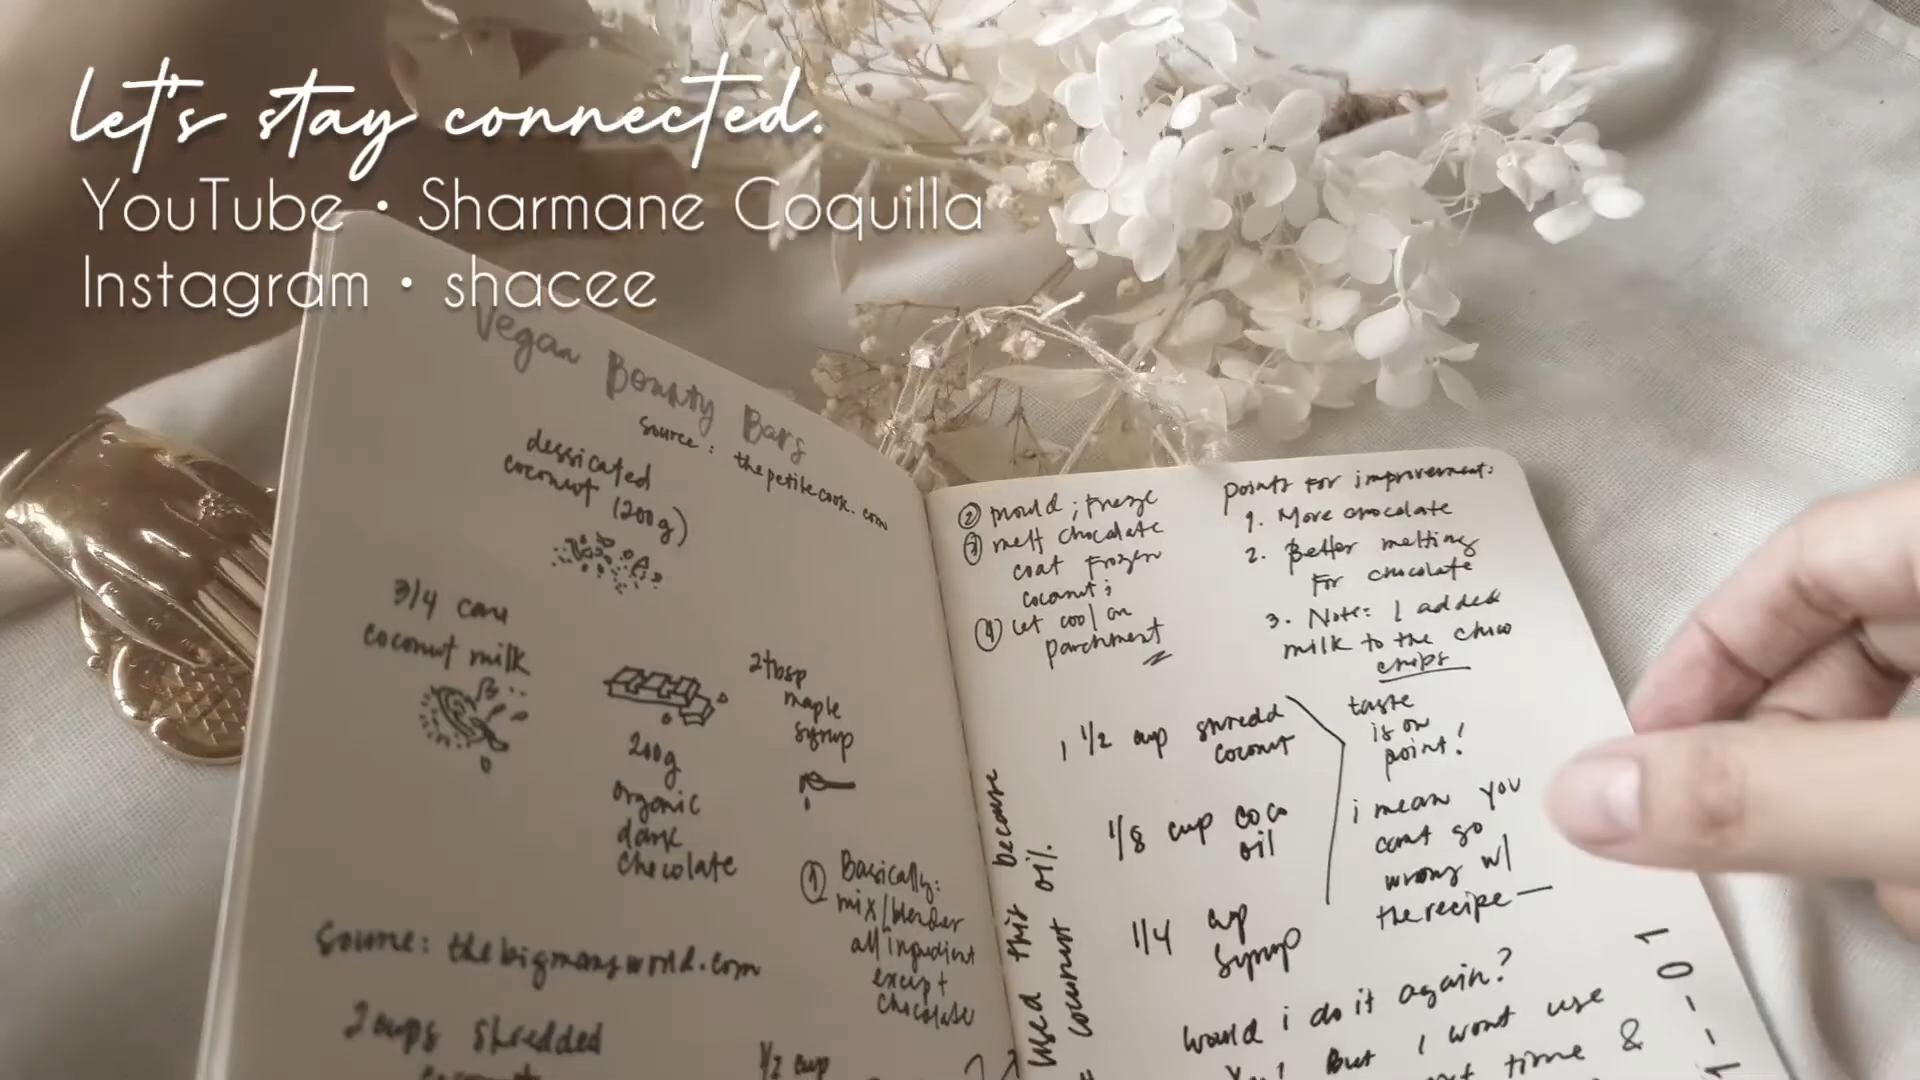 let's stay connected.
YouTube • Sharmane Coquilla
Instagram • shacee
Vegan Bounty Bars
source: thepetitecook.com
dessicated
coconut (200g)
3/4 can
coconut milk
200g
organic
dark
chocolate
2tbsp
maple
syrup
① Basically:
mix/blender
all ingredient
except
chocolate
source: thebigmansworld.com
2 cups shredded
1/2 cup
② mould; freeze
③ melt chocolate
coat frozen
coconut;
④ let cool on
parchment
points for improvement:
1. More chocolate
2. Better melting
for chocolate
3. Note: I added
milk to the choco
chips
1 1/2 cup shredd
coconut
1/8 cup coco
oil
1/4 cup
syrup
taste
is on
point!
i mean you
cant go
wrong w/
the recipe —
used this because
coconut oil.
would i do it again?
But I wont use
time &